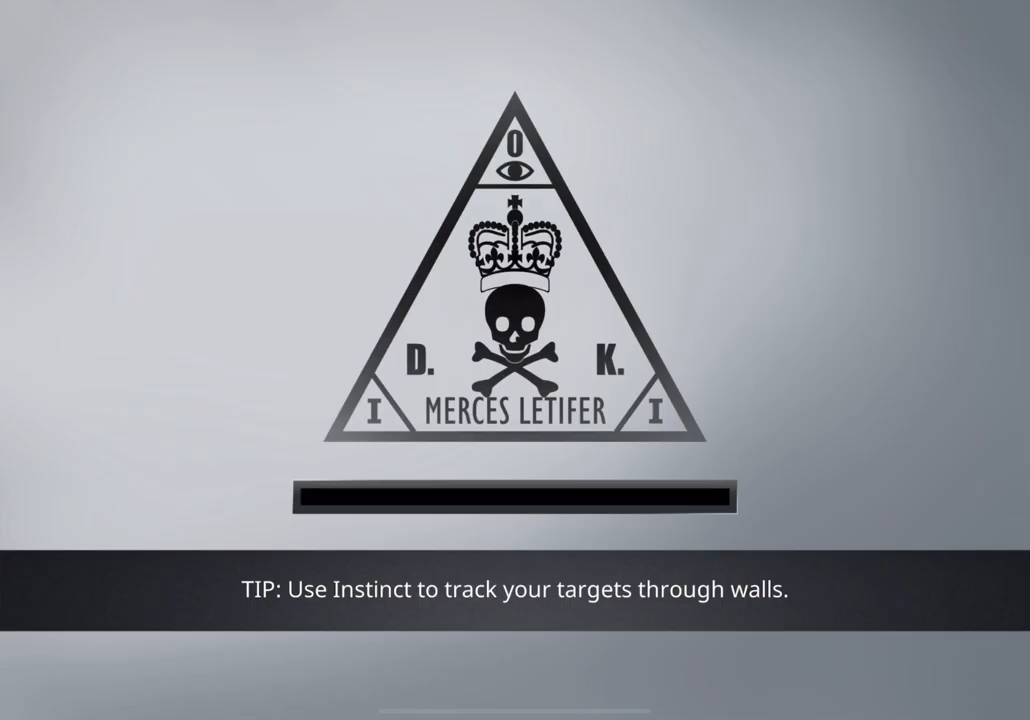 O
D. K.
I MERCES LETIFER I
TIP: Use Instinct to track your targets through walls.